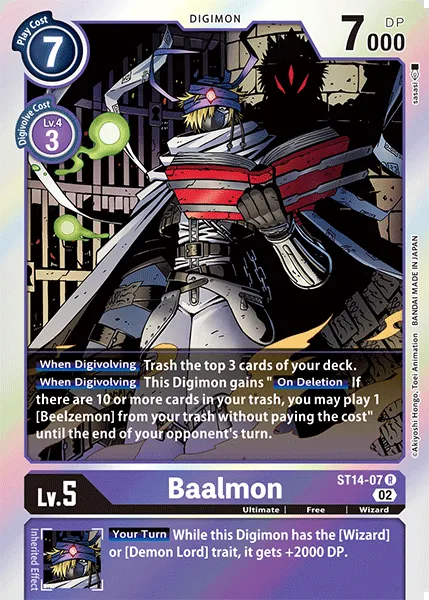 DIGIMON
Play Cost
7
7000
DP
Digivolve Cost
Lv.4
3
sasasi
©Akiyoshi Hongo, Toei Animation BANDAI MADE IN JAPAN
When Digivolving Trash the top 3 cards of your deck.
When Digivolving This Digimon gains " On Deletion If
there are 10 or more cards in your trash, you may play 1
[Beelzemon] from your trash without paying the cost"
until the end of your opponent's turn.
Lv.5
Baalmon
ST14-07 R
02
Ultimate | Free | Wizard
Inherited Effect
Your Turn While this Digimon has the [Wizard]
or [Demon Lord] trait, it gets +2000 DP.